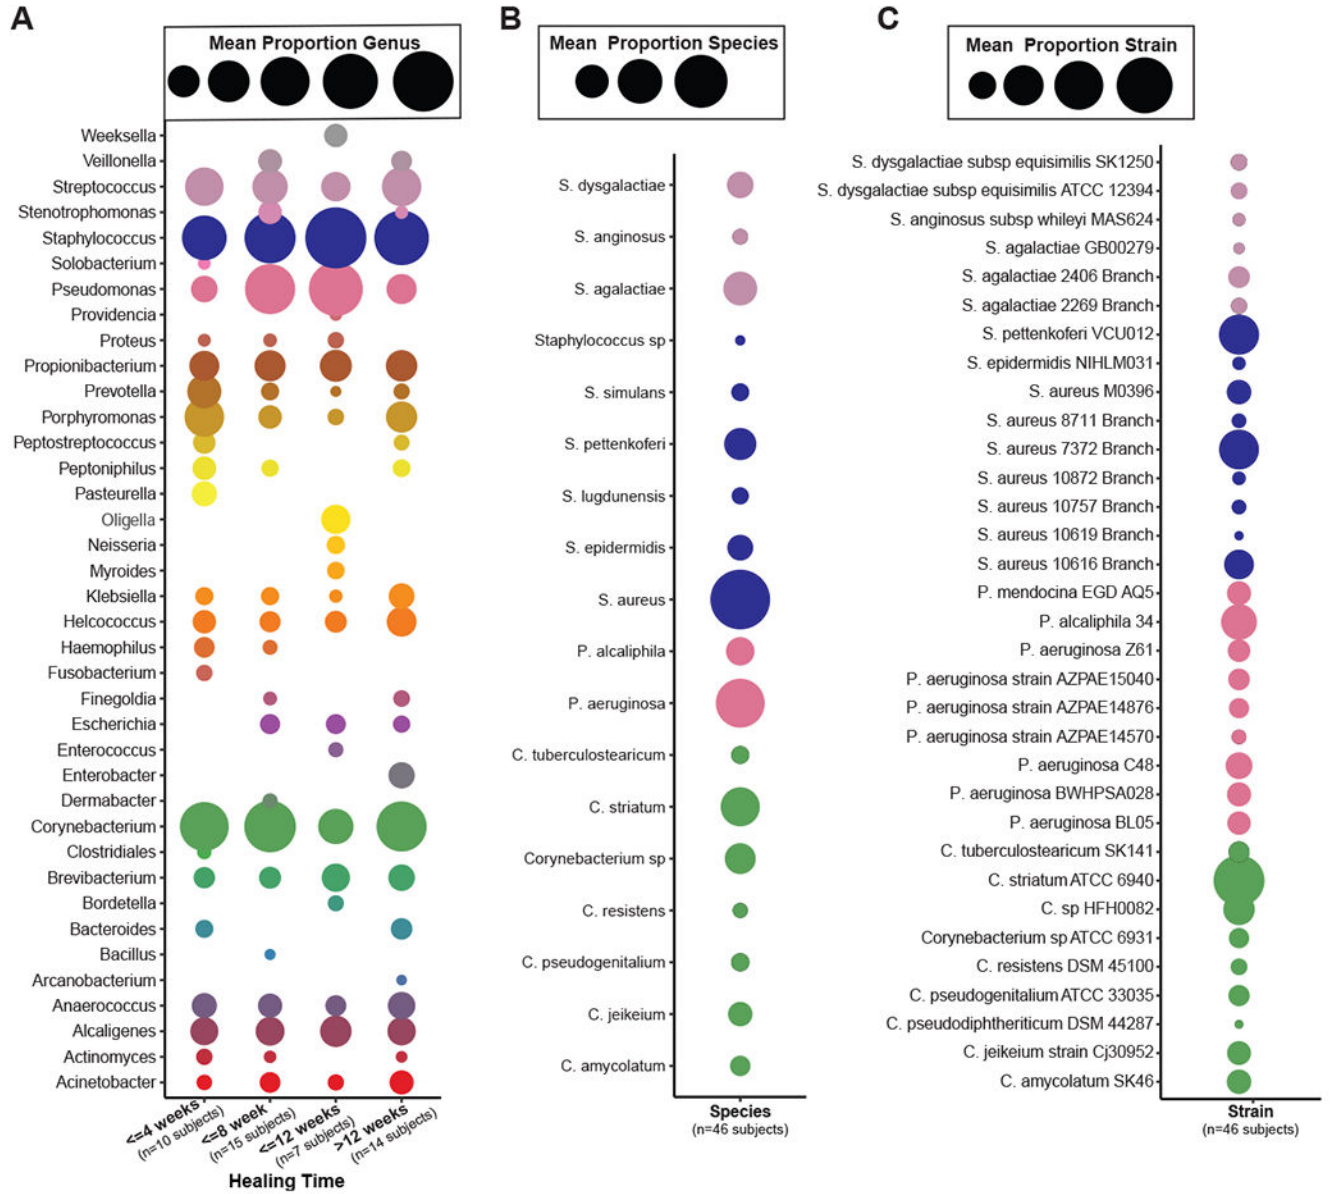 A
Mean Proportion Genus
Weeksella
Veillonella
Streptococcus
Stenotrophomonas
Staphylococcus
Solobacterium
Pseudomonas
Providencia
Proteus
Propionibacterium
Prevotella
Porphyromonas
Peptostreptococcus
Peptoniphilus
Pasteurella
Oligella
Neisseria
Myroides
Klebsiella
Helcococcus
Haemophilus
Fusobacterium
Finegoldia
Escherichia
Enterococcus
Enterobacter
Dermabacter
Corynebacterium
Clostridiales
Brevibacterium
Bordetella
Bacteroides
Bacillus
Arcanobacterium
Anaerococcus
Alcaligenes
Actinomyces
Acinetobacter
<=4 weeks
(n=10 subjects)
<=8 week
(n=15 subjects)
<=12 weeks
(n=7 subjects)
>12 weeks
(n=14 subjects)
Healing Time
B
Mean Proportion Species
S. dysgalactiae
S. anginosus
S. agalactiae
Staphylococcus sp
S. simulans
S. pettenkoferi
S. lugdunensis
S. epidermidis
S. aureus
P. alcaliphila
P. aeruginosa
C. tuberculostearicum
C. striatum
Corynebacterium sp
C. resistens
C. pseudogenitalium
C. jeikeium
C. amycolatum
Species
(n=46 subjects)
C
Mean Proportion Strain
S. dysgalactiae subsp equisimilis SK1250
S. dysgalactiae subsp equisimilis ATCC 12394
S. anginosus subsp whileyi MAS624
S. agalactiae GB00279
S. agalactiae 2406 Branch
S. agalactiae 2269 Branch
S. pettenkoferi VCU012
S. epidermidis NIHLM031
S. aureus M0396
S. aureus 8711 Branch
S. aureus 7372 Branch
S. aureus 10872 Branch
S. aureus 10757 Branch
S. aureus 10619 Branch
S. aureus 10616 Branch
P. mendocina EGD AQ5
P. alcaliphila 34
P. aeruginosa Z61
P. aeruginosa strain AZPAE15040
P. aeruginosa strain AZPAE14876
P. aeruginosa strain AZPAE14570
P. aeruginosa C48
P. aeruginosa BWHPSA028
P. aeruginosa BL05
C. tuberculostearicum SK141
C. striatum ATCC 6940
C. sp HFH0082
Corynebacterium sp ATCC 6931
C. resistens DSM 45100
C. pseudogenitalium ATCC 33035
C. pseudodiphtheriticum DSM 44287
C. jeikeium strain Cj30952
C. amycolatum SK46
Strain
(n=46 subjects)